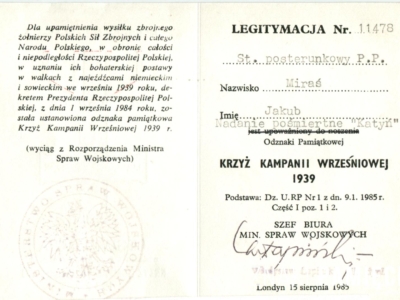 Dla upamiętnienia wysiłku zbrojnego
żołnierzy Polskich Sił Zbrojnych i całego
Narodu Polskiego, w obronie całości
i niepodległości Rzeczypospolitej Polskiej,
w uznaniu ich bohaterskiej postawy
w walkach z najeźdźcami niemieckim
i sowieckim we wrześniu 1939 roku, de-
kretem Prezydenta Rzeczypospolitej Pol-
skiej, z dnia 1 września 1984 roku, zo-
stała ustanowiona odznaka pamiątkowa
Krzyż Kampanii Wrześniowej 1939 r.
(wyciąg z Rozporządzenia Ministra
Spraw Wojskowych)
LEGITYMACJA Nr. 11478
St. posterunkowy P.P.
Nazwisko Miraś
Imię Jakub
Nadanie pośmiertne "Katyń"
jest upoważniony do noszenia
Odznaki Pamiątkowej
KRZYŻ KAMPANII WRZEŚNIOWEJ
1939
Podstawa: Dz. U. RP Nr 1 z dn. 9.1. 1985 r.
Część I poz. 1 i 2.
SZEF BIURA
MIN. SPRAW WOJSKOWYCH
Londyn 15 sierpnia 1985